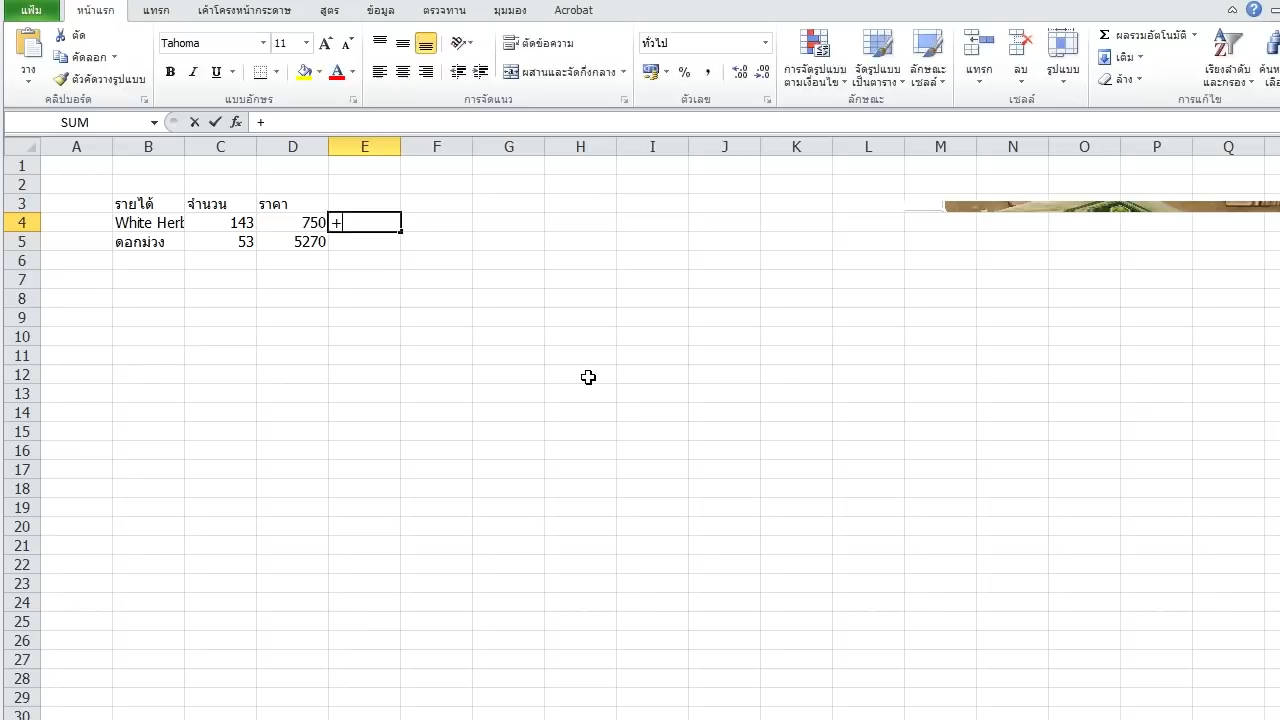 แฟ้ม หน้าแรก แทรก เค้าโครงหน้ากระดาษ สูตร ข้อมูล ตรวจทาน มุมมอง Acrobat
วาง
ตัด
คัดลอก
ตัวคัดวางรูปแบบ
คลิปบอร์ด
Tahoma 11
B I U
แบบอักษร
ตัดข้อความ
ผสานและจัดกึ่งกลาง
การจัดแนว
ทั่วไป
%
ตัวเลข
การจัดรูปแบบ
ตามเงื่อนไข
จัดรูปแบบ
เป็นตาราง
ลักษณะ
เซลล์
ลักษณะ
แทรก
ลบ
รูปแบบ
เซลล์
Σ ผลรวมอัตโนมัติ
เติม
ล้าง
เรียงลำดับ
และกรอง
การแก้ไข
SUM fx +
A B C D E F G H I J K L M N O P Q
1
2
3 รายได้ จำนวน ราคา
4 White Herb 143 750 +
5 ดอกม่วง 53 5270
6
7
8
9
10
11
12
13
14
15
16
17
18
19
20
21
22
23
24
25
26
27
28
29
30